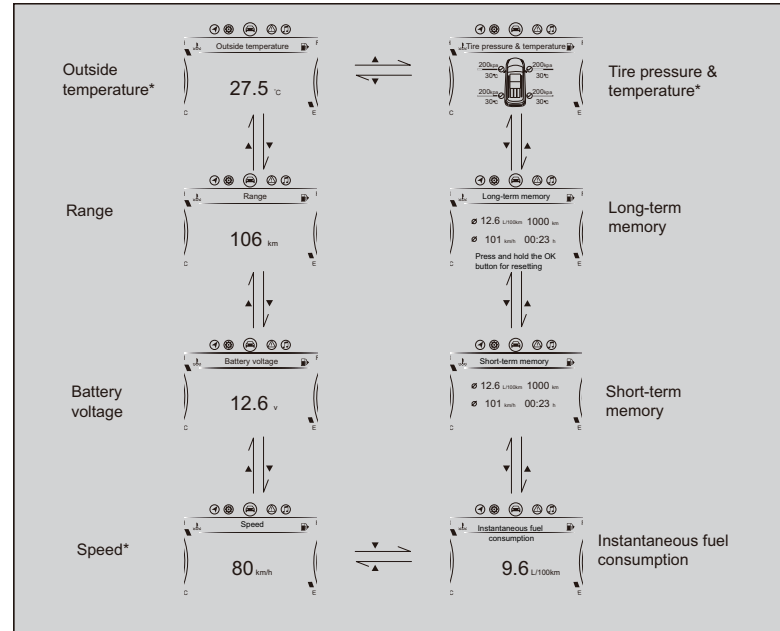 Outside
temperature*
Outside temperature
27.5 °C
C
Tire pressure & temperature
200kpa
200kpa
30℃
30℃
200kpa
200kpa
30℃
30℃
E
Tire pressure &
temperature*
Range
Range
106 km
C
Long-term memory
ø 12.6 L/100km 1000 km
ø 101 km/h 00:23 h
Press and hold the OK
button for resetting
E
Long-term
memory
Battery
voltage
Battery voltage
12.6 v
C
E
Short-term memory
ø 12.6 L/100km 1000 km
ø 101 km/h 00:23 h
C
E
Short-term
memory
Speed*
Speed
80 km/h
C
E
Instantaneous fuel
consumption
9.6 L/100km
C
E
Instantaneous fuel
consumption